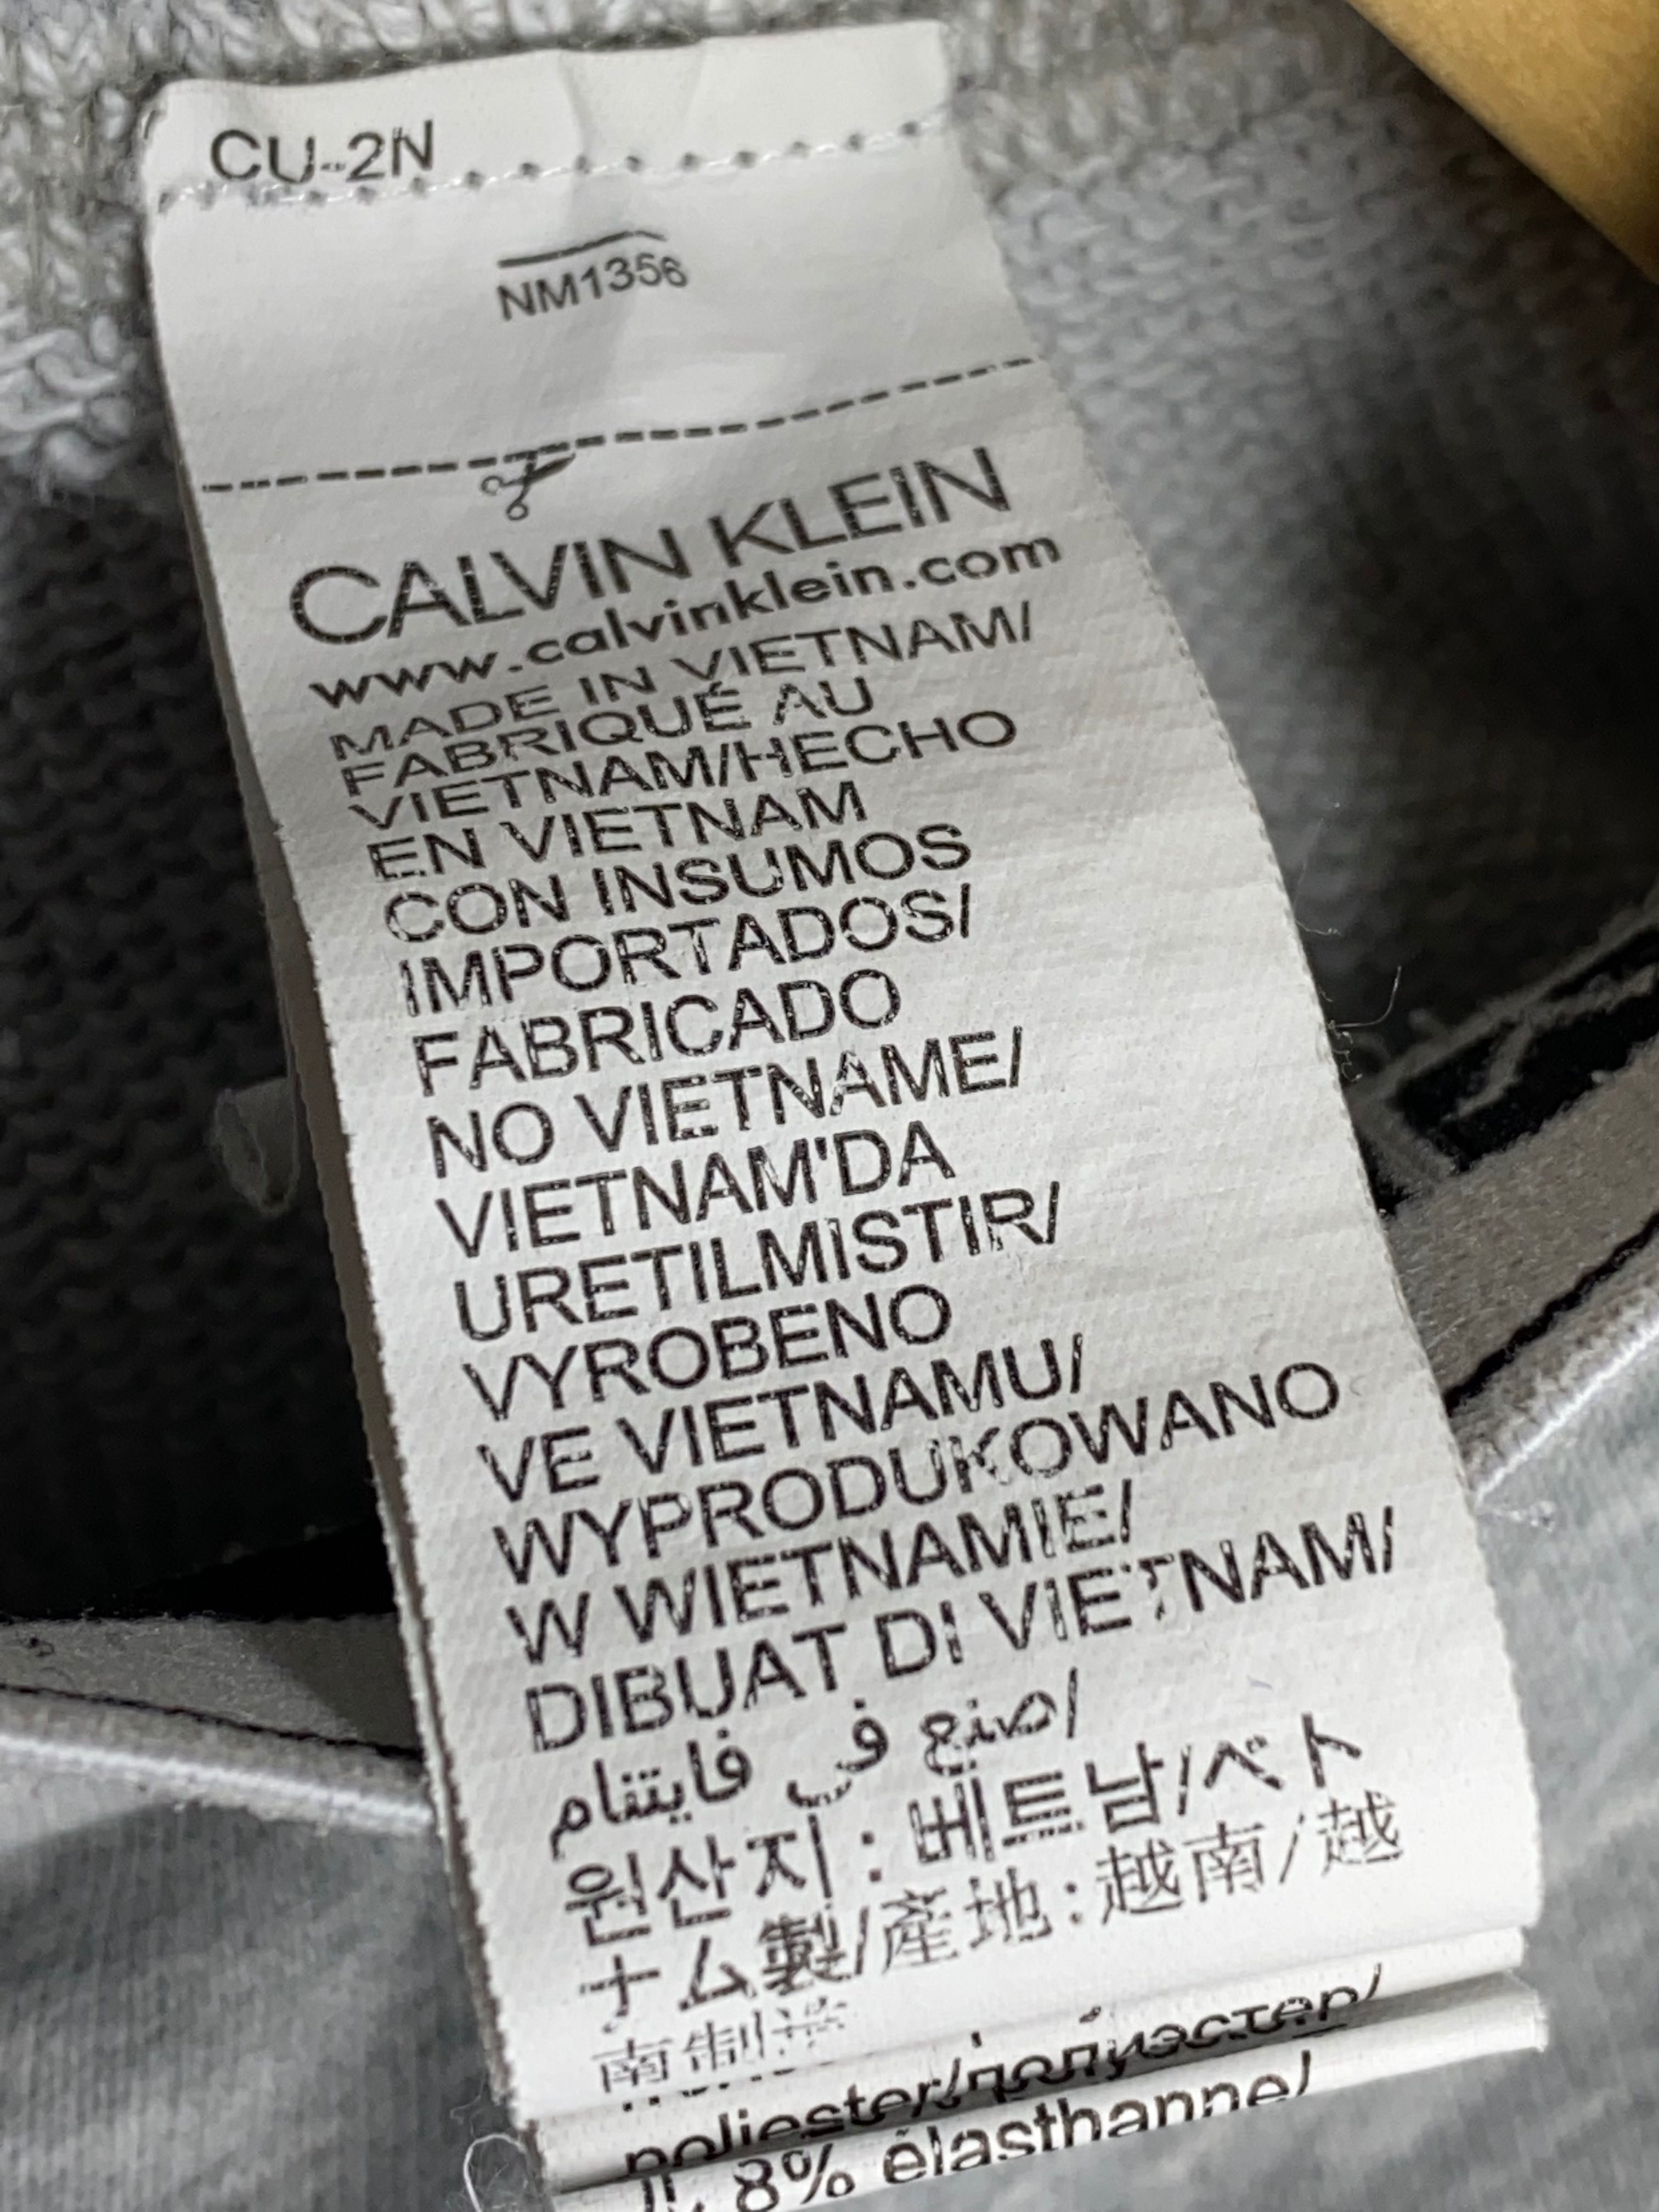 CU-2N
NM1356
CALVIN KLEIN
www.calvinklein.com
MADE IN VIETNAM/
FABRIQUÉ AU
VIETNAM/HECHO
EN VIETNAM
CON INSUMOS
IMPORTADOS/
FABRICADO
NO VIETNAME/
VIETNAM'DA
URETILMISTIR/
VYROBENO
VE VIETNAMU/
WYPRODUKOWANO
W WIETNAMIE/
DIBUAT DI VIETNAM/
صنع في فايتنام/
원산지 : 베트남/ベト
ナム製/產地:越南/越
南制造
poliester/полиэстер/
8% élasthanne/